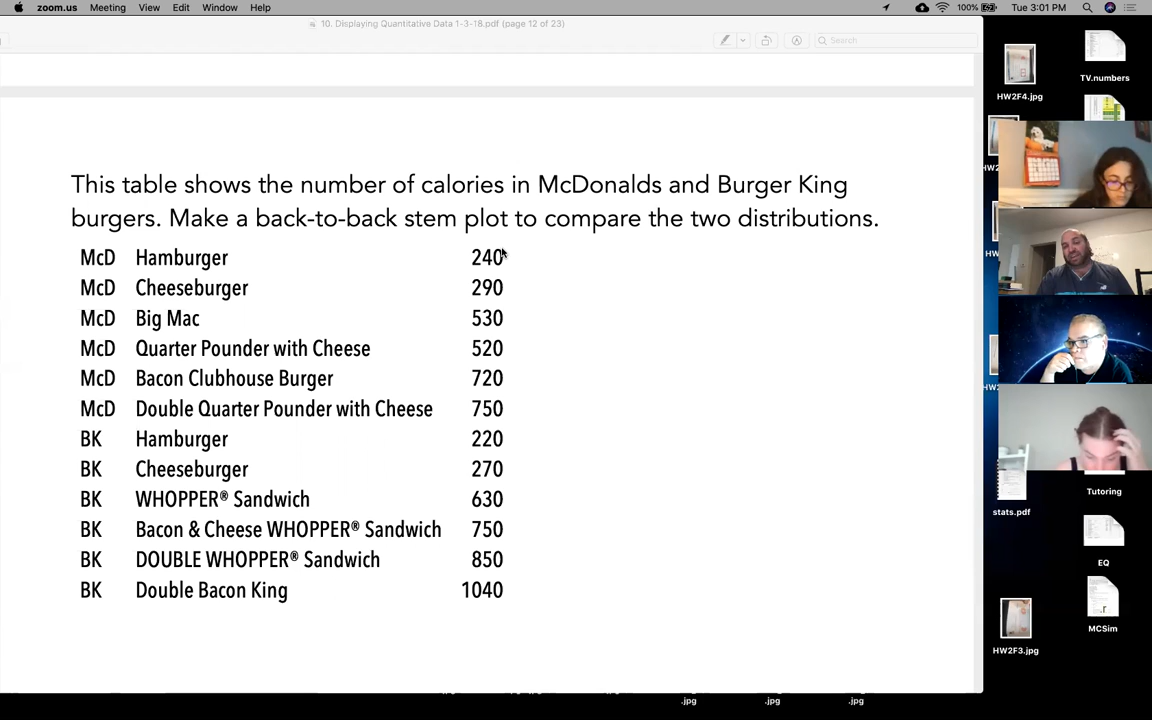 zoom.us Meeting View Edit Window Help 100% Tue 3:01 PM
10. Displaying Quantitative Data 1-3-18.pdf (page 12 of 23)
Search
This table shows the number of calories in McDonalds and Burger King
burgers. Make a back-to-back stem plot to compare the two distributions.
McD Hamburger 240
McD Cheeseburger 290
McD Big Mac 530
McD Quarter Pounder with Cheese 520
McD Bacon Clubhouse Burger 720
McD Double Quarter Pounder with Cheese 750
BK Hamburger 220
BK Cheeseburger 270
BK WHOPPER® Sandwich 630
BK Bacon & Cheese WHOPPER® Sandwich 750
BK DOUBLE WHOPPER® Sandwich 850
BK Double Bacon King 1040
TV.numbers
HW2F4.jpg
Tutoring
stats.pdf
EQ
MCSim
HW2F3.jpg
.jpg .jpg .jpg